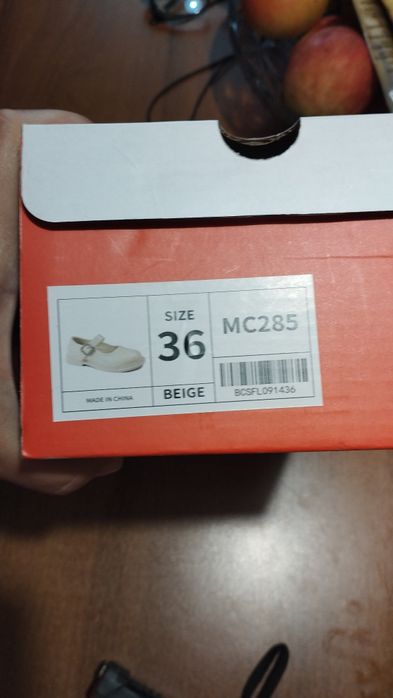 SIZE
36
BEIGE
MC285
BCSFL091436
MADE IN CHINA